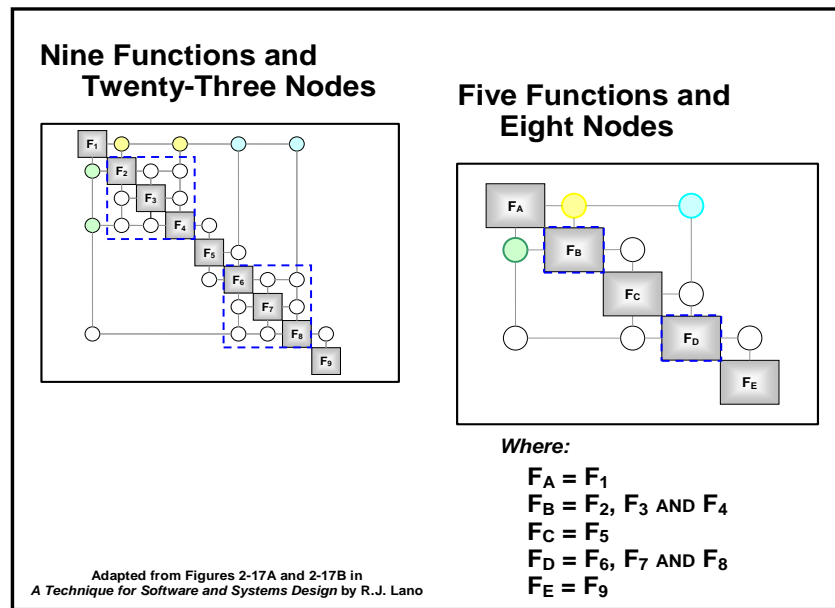 Nine Functions and
Twenty-Three Nodes
F1
F2
F3
F4
F5
F6
F7
F8
F9
Adapted from Figures 2-17A and 2-17B in
A Technique for Software and Systems Design by R.J. Lano
Five Functions and
Eight Nodes
FA
FB
FC
FD
FE
Where:
FA = F1
FB = F2, F3 AND F4
FC = F5
FD = F6, F7 AND F8
FE = F9